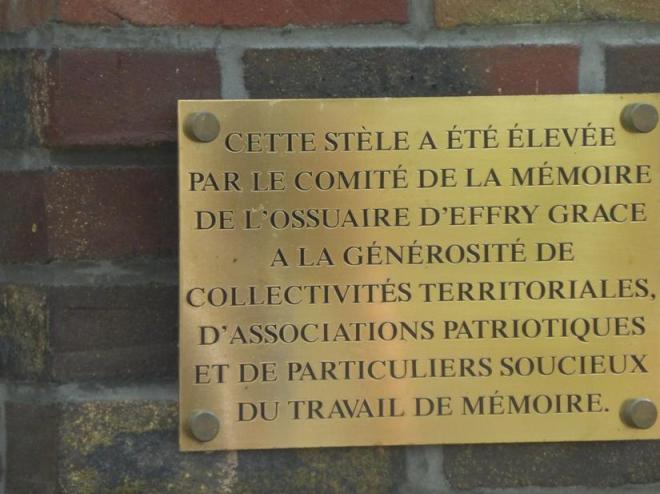 CETTE STÈLE A ÉTÉ ÉLEVÉE
PAR LE COMITÉ DE LA MÉMOIRE
DE L'OSSUAIRE D'EFFRY GRACE
A LA GÉNÉROSITÉ DE
COLLECTIVITÉS TERRITORIALES,
D'ASSOCIATIONS PATRIOTIQUES
ET DE PARTICULIERS SOUCIEUX
DU TRAVAIL DE MÉMOIRE.